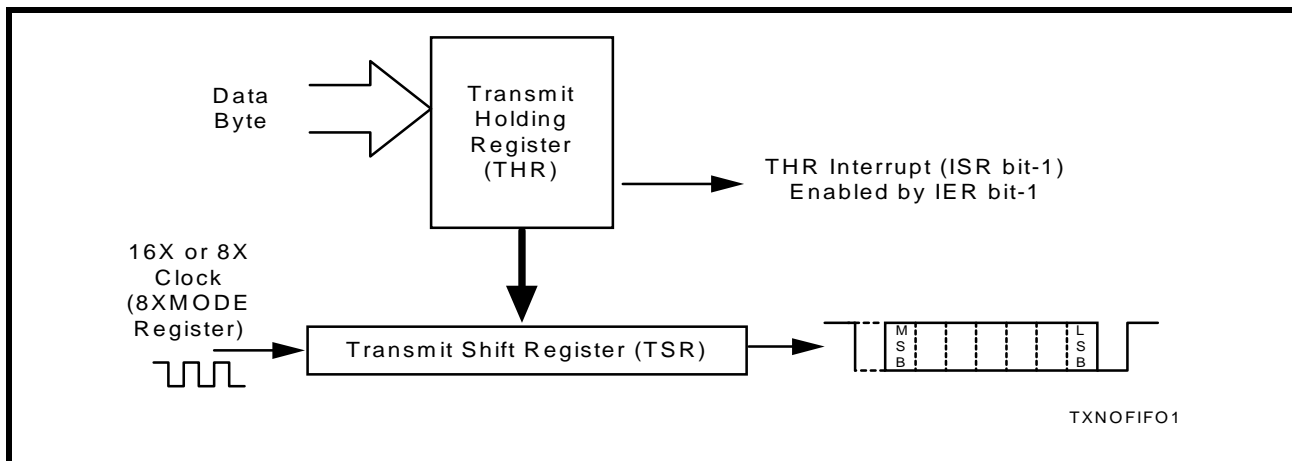 Data
Byte
Transmit
Holding
Register
(THR)
THR Interrupt (ISR bit-1)
Enabled by IER bit-1
16X or 8X
Clock
(8XMODE
Register)
Transmit Shift Register (TSR)
M
S
B
L
S
B
TXNOFIFO1